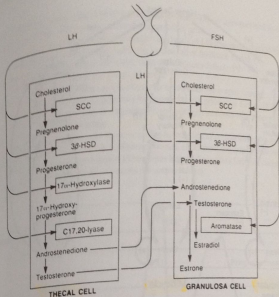 LH
FSH
LH
Cholesterol
SCC
Pregnenolone
3β-HSD
Progesterone
17α-Hydroxylase
17α-Hydroxy-
progesterone
C17,20-lyase
Androstenedione
Testosterone
THECAL CELL
Cholesterol
SCC
Pregnenolone
3β-HSD
Progesterone
Androstenedione
Testosterone
Aromatase
Estradiol
Estrone
GRANULOSA CELL